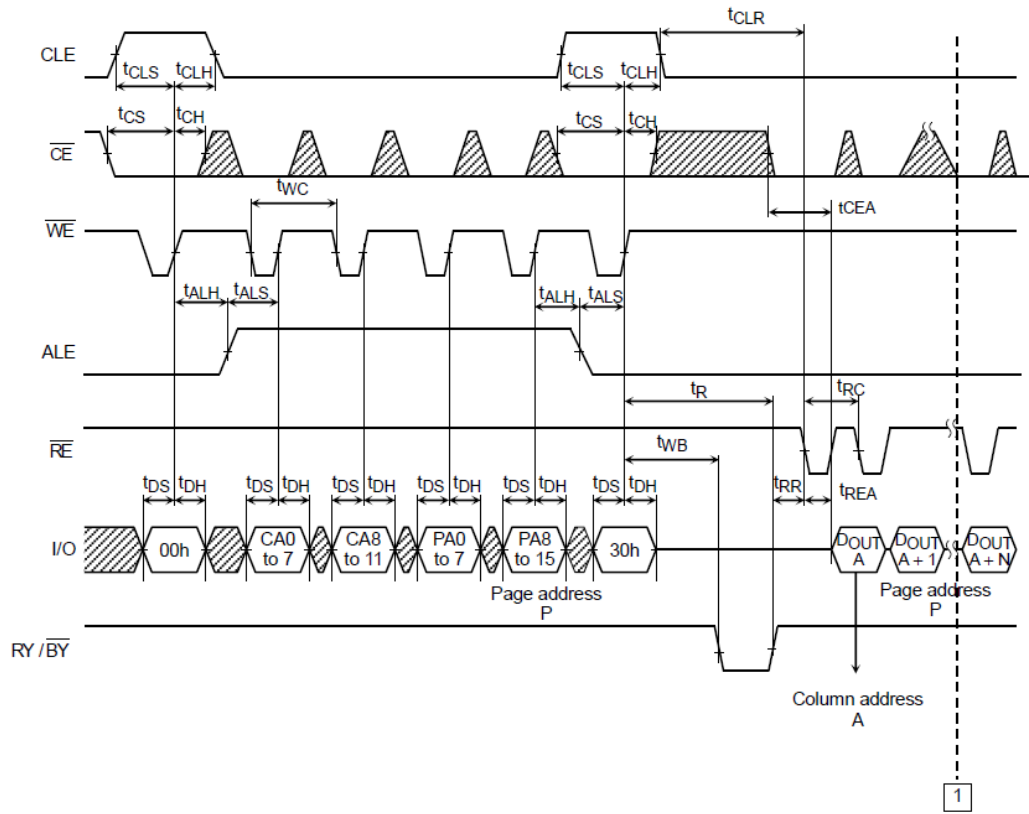 tCLR
CLE
tCLS tCLH tCLS tCLH
tCS tCH tCS tCH
CE
tWC
tCEA
WE
tALH tALS tALH tALS
ALE
tR tRC
RE
tWB
tDS tDH tDS tDH tDS tDH tDS tDH tDS tDH tDS tDH tRR tREA
I/O
00h
CA0
to 7
CA8
to 11
PA0
to 7
PA8
to 15
30h
DOUT
A
DOUT
A + 1
DOUT
A + N
Page address
P
Page address
P
RY / BY
Column address
A
1